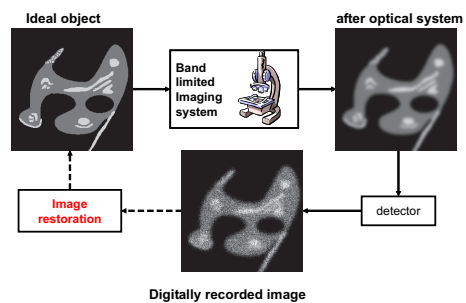 Ideal object
after optical system
Band
limited
Imaging
system
Image
restoration
detector
Digitally recorded image